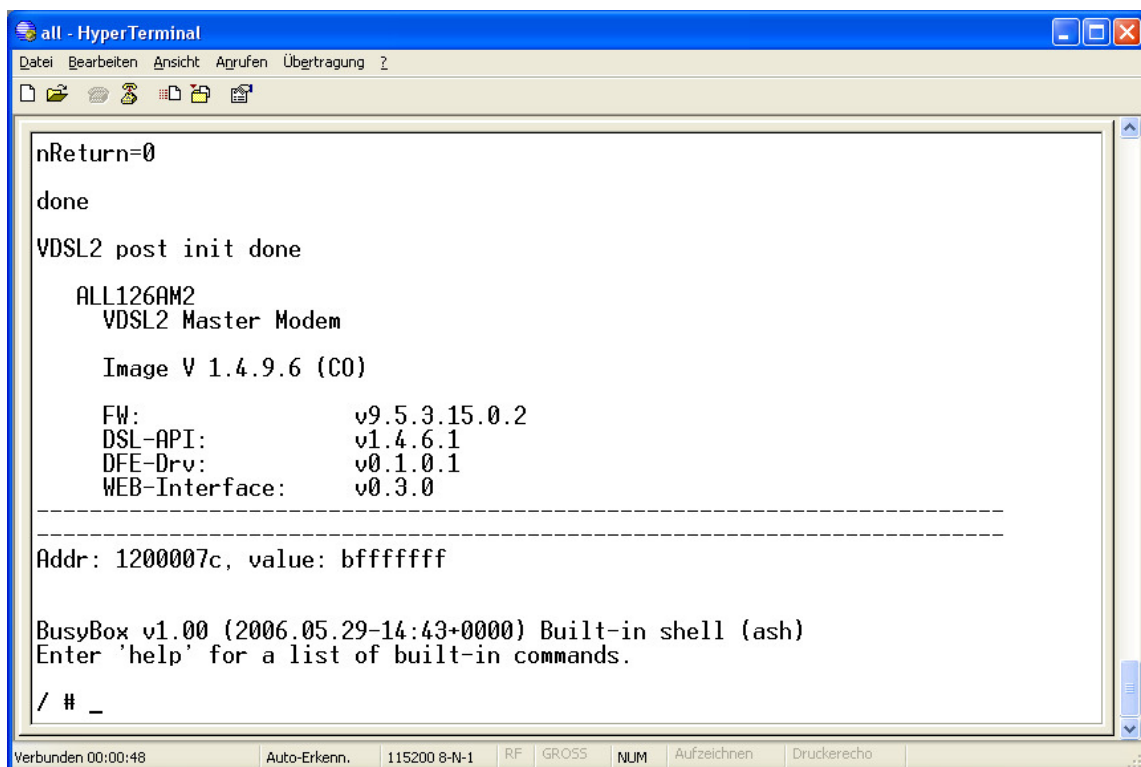 all - HyperTerminal
Datei Bearbeiten Ansicht Anrufen Übertragung ?
nReturn=0
done
VDSL2 post init done
ALL126AM2
VDSL2 Master Modem
Image V 1.4.9.6 (CO)
FW: v9.5.3.15.0.2
DSL-API: v1.4.6.1
DFE-Drv: v0.1.0.1
WEB-Interface: v0.3.0
--------------------------------------------------------------------------
--------------------------------------------------------------------------
Addr: 1200007c, value: bfffffff
BusyBox v1.00 (2006.05.29-14:43+0000) Built-in shell (ash)
Enter 'help' for a list of built-in commands.
/ # _
Verbunden 00:00:48 Auto-Erkenn. 115200 8-N-1 RF GROSS NUM Aufzeichnen Druckerecho